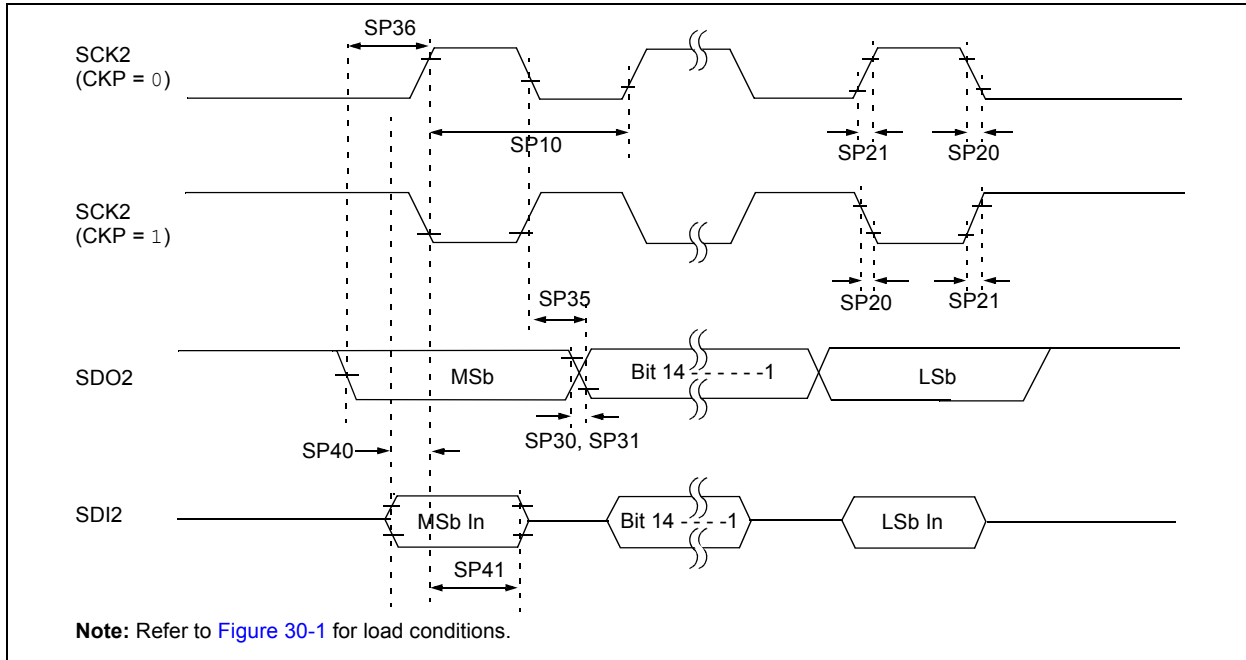 SP36
SCK2
(CKP = 0)
SP10
SP21
SP20
SCK2
(CKP = 1)
SP35
SP20
SP21
SDO2
MSb
Bit 14 - - - - - - -1
LSb
SP30, SP31
SP40
SDI2
MSb In
Bit 14 - - - - -1
LSb In
SP41
Note: Refer to Figure 30-1 for load conditions.